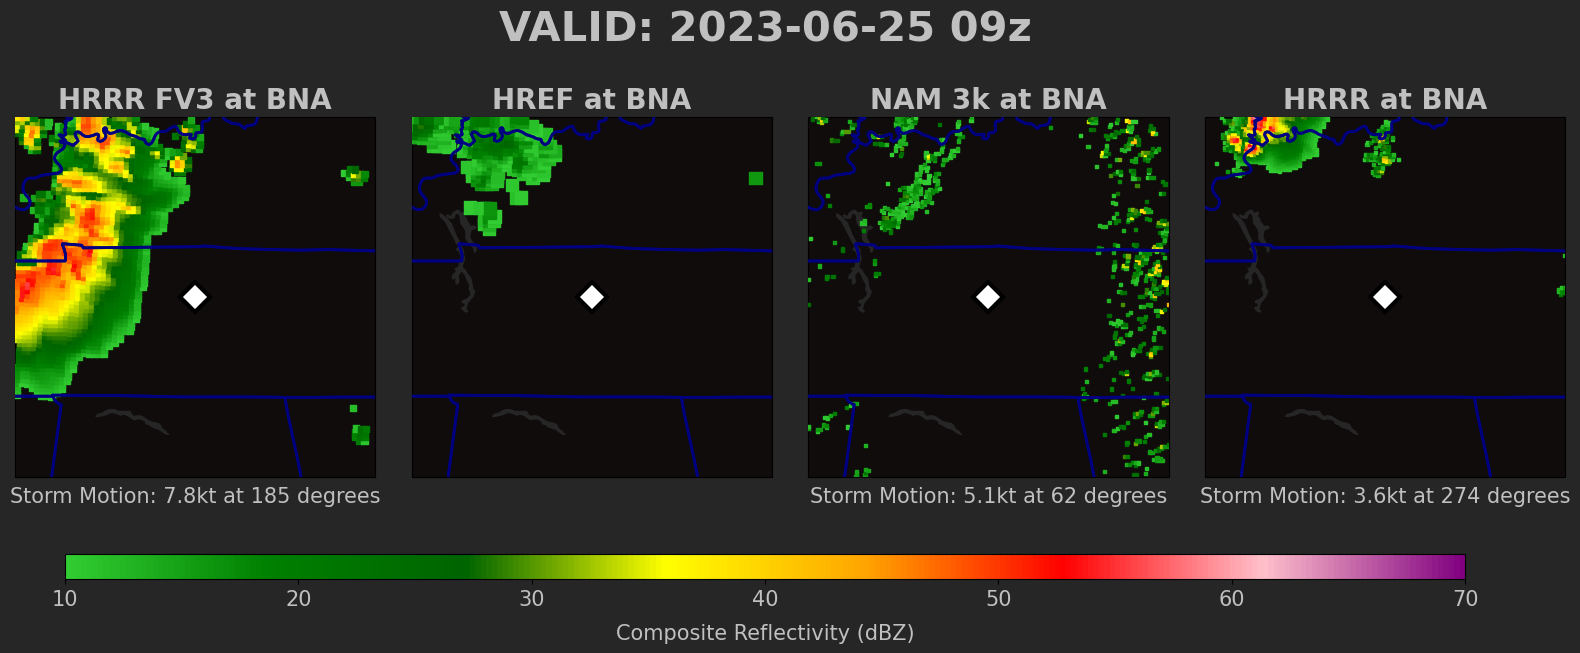 VALID: 2023-06-25 09z
HRRR FV3 at BNA
HREF at BNA
NAM 3k at BNA
HRRR at BNA
Storm Motion: 7.8kt at 185 degrees
Storm Motion: 5.1kt at 62 degrees
Storm Motion: 3.6kt at 274 degrees
10 20 30 40 50 60 70
Composite Reflectivity (dBZ)